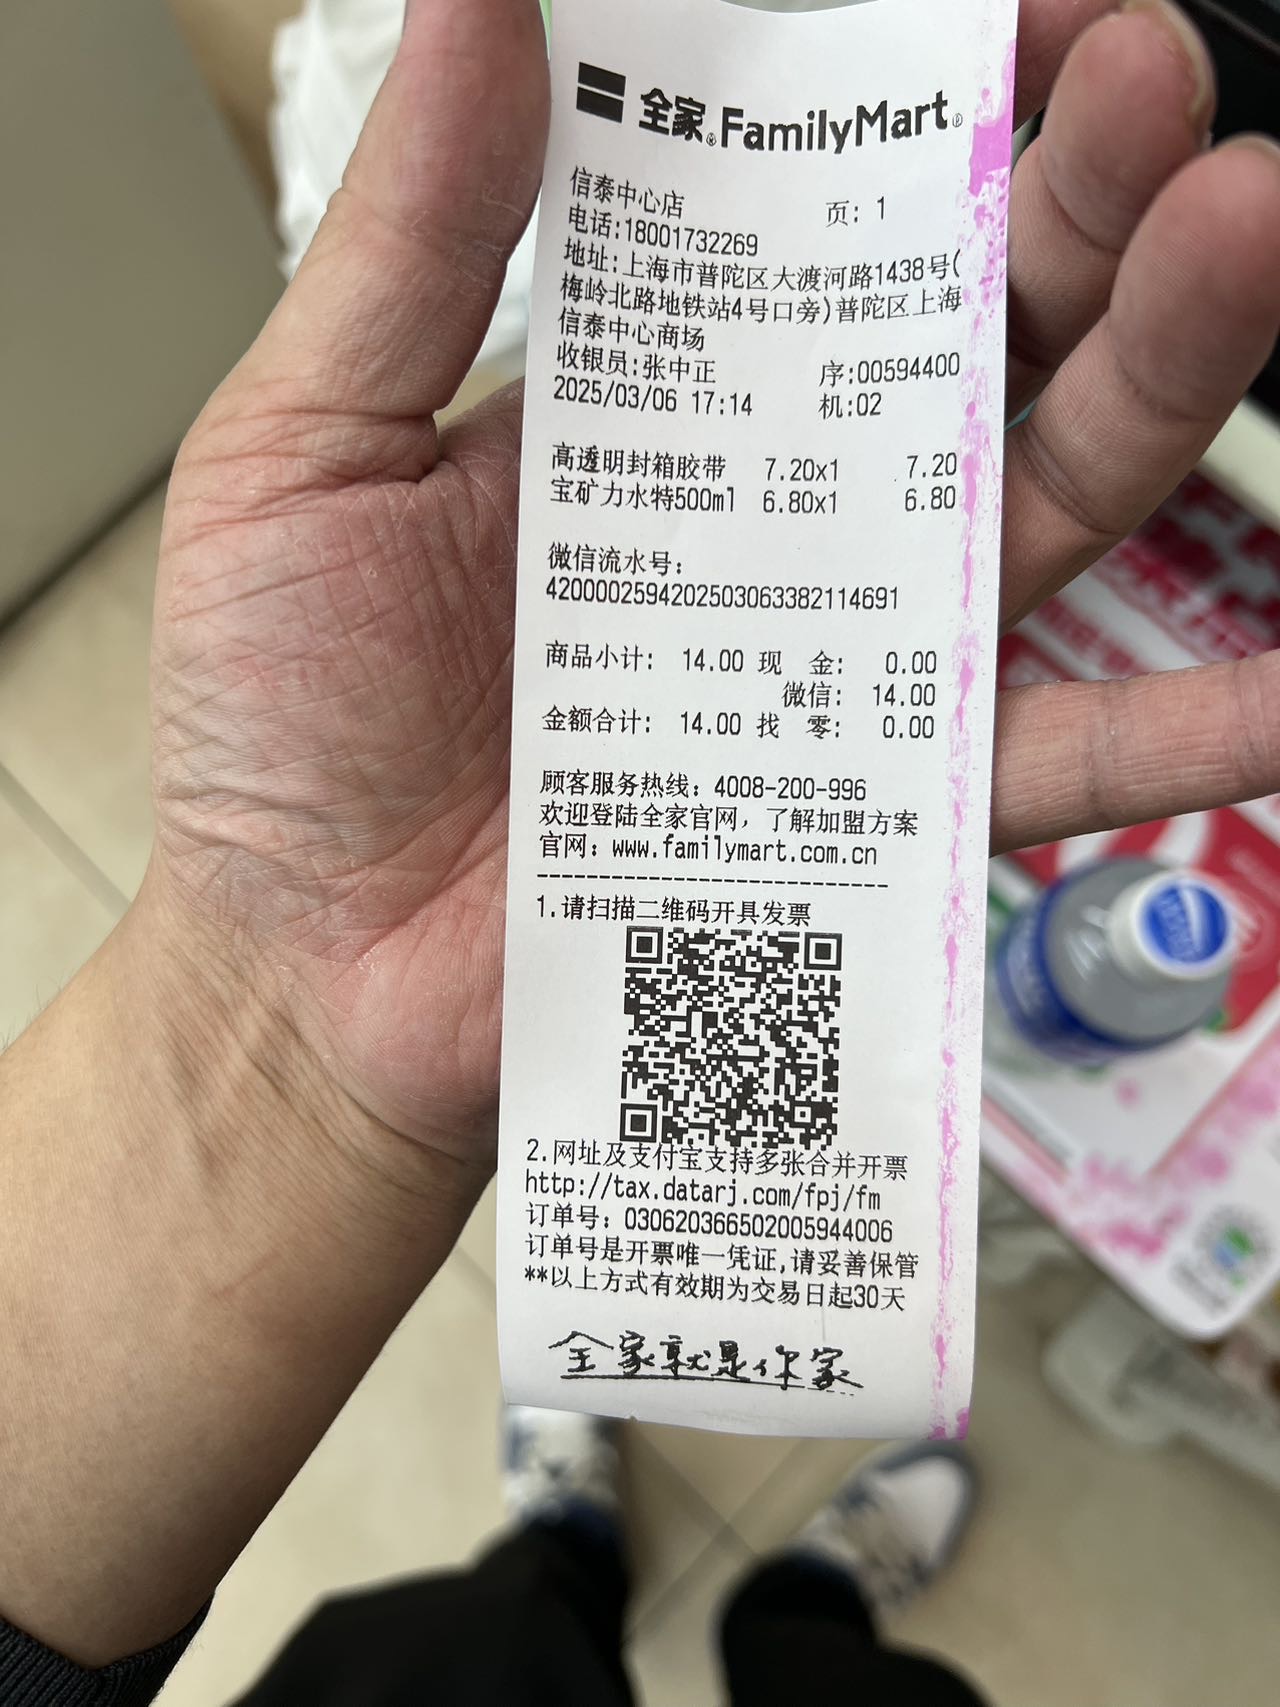 全家 FamilyMart
信泰中心店 页: 1
电话:18001732269
地址:上海市普陀区大渡河路1438号(
梅岭北路地铁站4号口旁)普陀区上海
信泰中心商场
收银员:张中正 序:00594400
2025/03/06 17:14 机:02
高透明封箱胶带 7.20x1 7.20
宝矿力水特500ml 6.80x1 6.80
微信流水号:
4200002594202503063382114691
商品小计: 14.00 现 金: 0.00
微信: 14.00
金额合计: 14.00 找 零: 0.00
顾客服务热线: 4008-200-996
欢迎登陆全家官网, 了解加盟方案
官网: www.familymart.com.cn
----------------------------
1.请扫描二维码开具发票
2.网址及支付宝支持多张合并开票
http://tax.datarj.com/fpj/fm
订单号: 030620366502005944006
订单号是开票唯一凭证,请妥善保管
**以上方式有效期为交易日起30天
全家就是你家